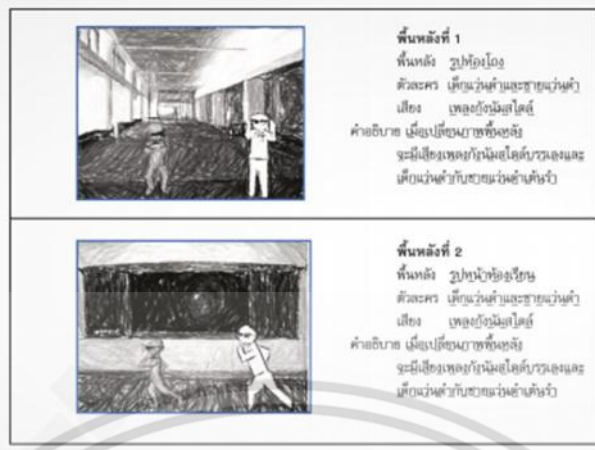 พื้นหลังที่ 1
พื้นหลัง รูปห้องโถง
ตัวละคร เด็กแว่นดำและชายแว่นดำ
เสียง เพลงกังนัมสไตล์
คำอธิบาย เมื่อเปลี่ยนภาพพื้นหลัง
จะมีเสียงเพลงกังนัมสไตล์บรรเลงและ
เด็กแว่นดำกับชายแว่นดำเต้นรำ
พื้นหลังที่ 2
พื้นหลัง รูปหน้าห้องเรียน
ตัวละคร เด็กแว่นดำและชายแว่นดำ
เสียง เพลงกังนัมสไตล์
คำอธิบาย เมื่อเปลี่ยนภาพพื้นหลัง
จะมีเสียงเพลงกังนัมสไตล์บรรเลงและ
เด็กแว่นดำกับชายแว่นดำเต้นรำ